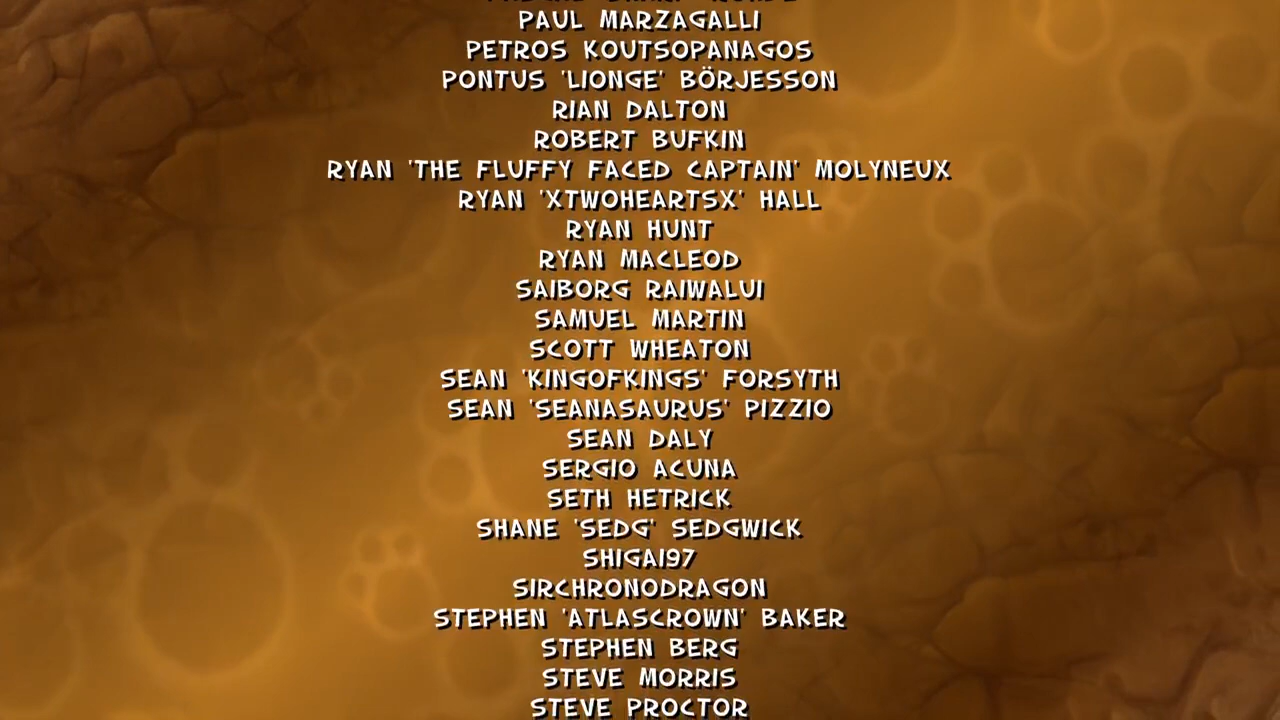 PAUL MARZAGALLI
PETROS KOUTSOPANAGOS
PONTUS 'LIONGE' BÖRJESSON
RIAN DALTON
ROBERT BUFKIN
RYAN 'THE FLUFFY FACED CAPTAIN' MOLYNEUX
RYAN 'XTWOHEARTSX' HALL
RYAN HUNT
RYAN MACLEOD
SAIBORG RAIWALUI
SAMUEL MARTIN
SCOTT WHEATON
SEAN 'KINGOFKINGS' FORSYTH
SEAN 'SEANASAURUS' PIZZIO
SEAN DALY
SERGIO ACUNA
SETH HETRICK
SHANE 'SEDG' SEDGWICK
SHIGAI97
SIRCHRONODRAGON
STEPHEN 'ATLASCROWN' BAKER
STEPHEN BERG
STEVE MORRIS
STEVE PROCTOR